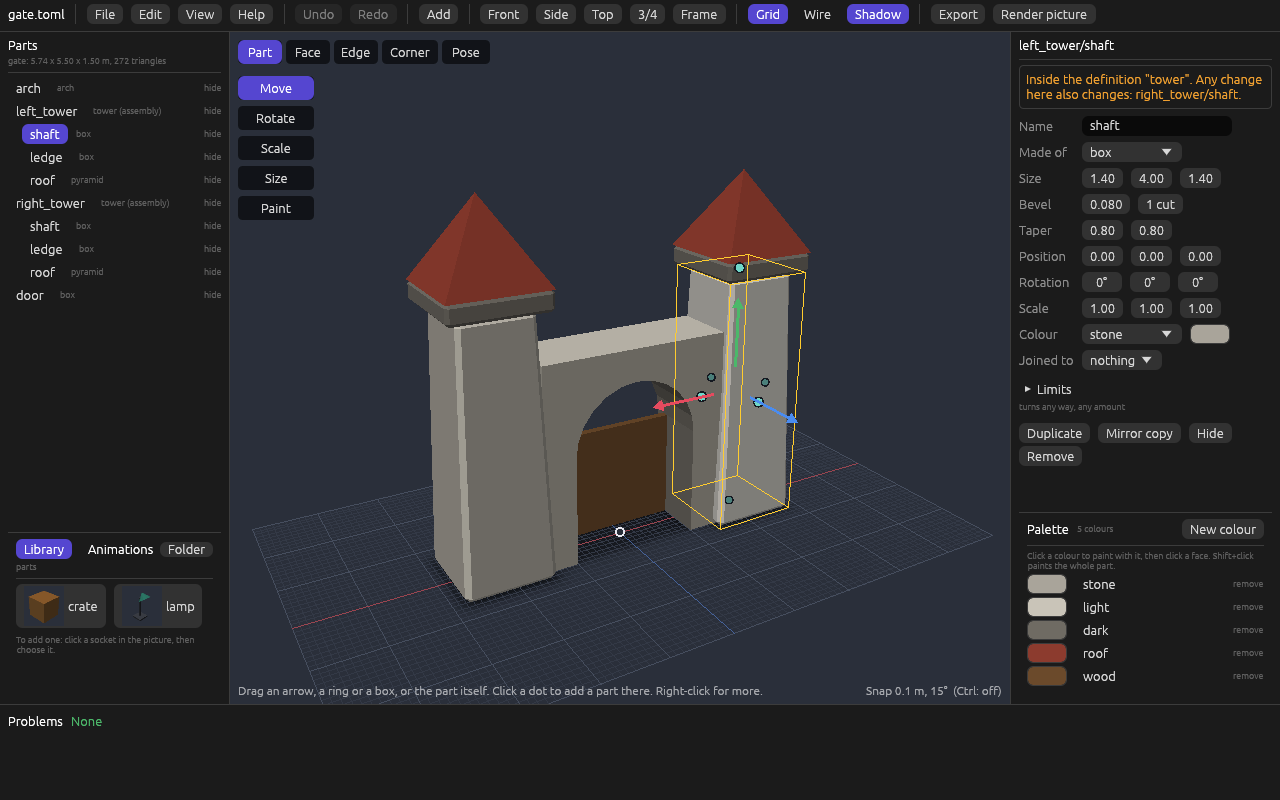 gate.toml File Edit View Help Undo Redo Add Front Side Top 3/4 Frame Grid Wire Shadow Export Render picture
Parts
gate: 5.74 x 5.50 x 1.50 m, 272 triangles
arch arch hide
left_tower tower (assembly) hide
shaft box hide
ledge box hide
roof pyramid hide
right_tower tower (assembly) hide
shaft box hide
ledge box hide
roof pyramid hide
door box hide
Library Animations Folder
parts
crate lamp
To add one: click a socket in the picture, then
choose it.
Part Face Edge Corner Pose
Move
Rotate
Scale
Size
Paint
Drag an arrow, a ring or a box, or the part itself. Click a dot to add a part there. Right-click for more.
Snap 0.1 m, 15° (Ctrl: off)
left_tower/shaft
Inside the definition "tower". Any change
here also changes: right_tower/shaft.
Name shaft
Made of box
Size 1.40 4.00 1.40
Bevel 0.080 1 cut
Taper 0.80 0.80
Position 0.00 0.00 0.00
Rotation 0° 0° 0°
Scale 1.00 1.00 1.00
Colour stone
Joined to nothing
Limits
turns any way, any amount
Duplicate Mirror copy Hide
Remove
Palette 5 colours New colour
Click a colour to paint with it, then click a face. Shift+click
paints the whole part.
stone remove
light remove
dark remove
roof remove
wood remove
Problems None